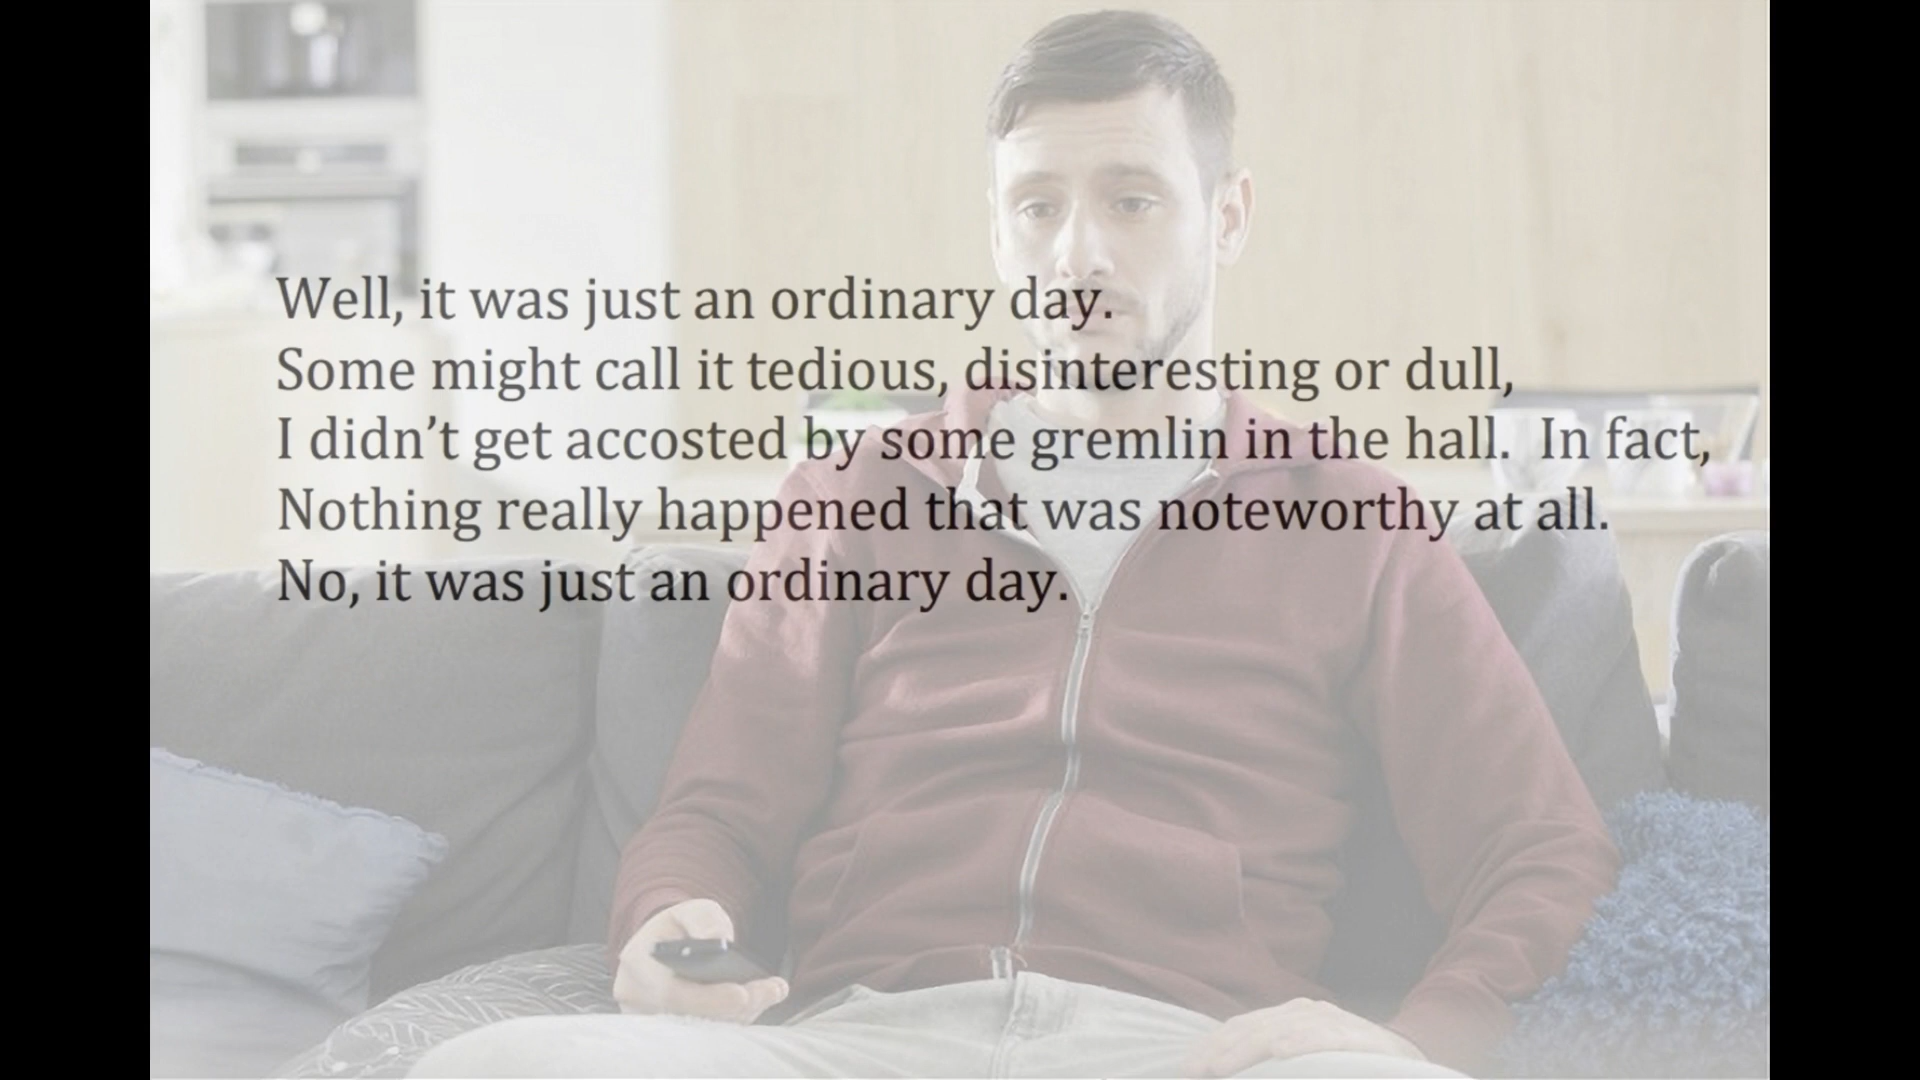 Well, it was just an ordinary day.
Some might call it tedious, disinteresting or dull,
I didn’t get accosted by some gremlin in the hall.  In fact,
Nothing really happened that was noteworthy at all.
No, it was just an ordinary day.